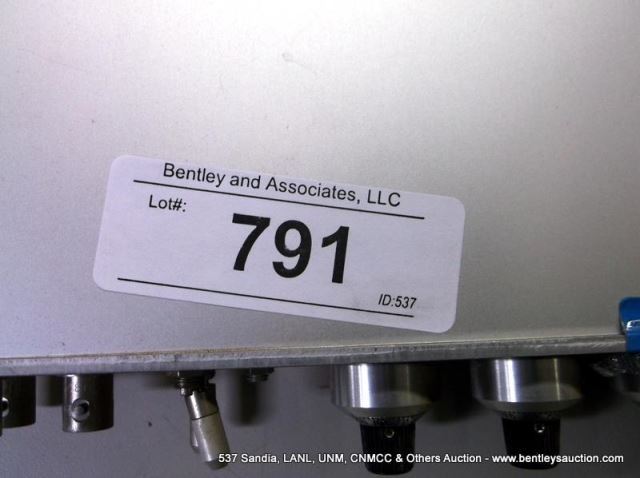 Bentley and Associates, LLC
Lot#:
791
ID:537
537 Sandia, LANL, UNM, CNMCC & Others Auction - www.bentleysauction.com